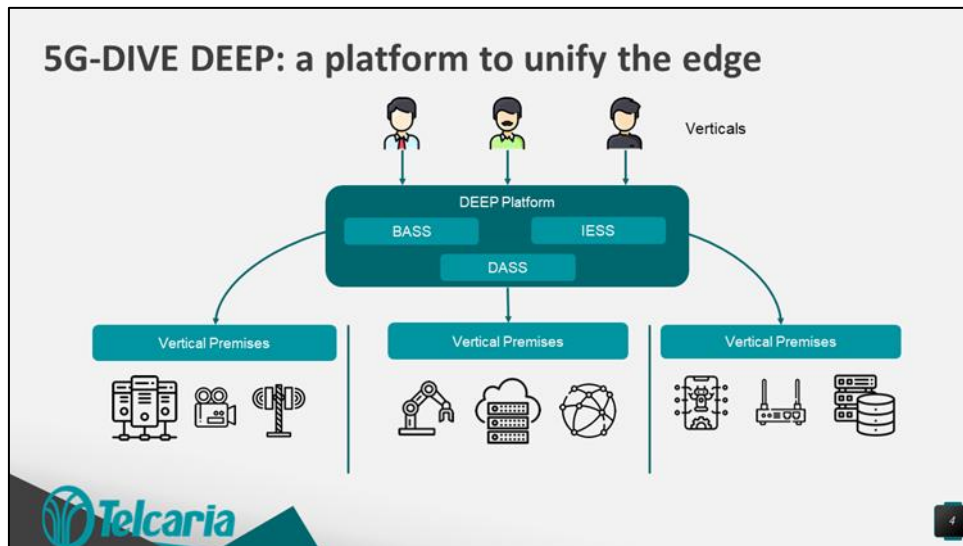 5G-DIVE DEEP: a platform to unify the edge
Verticals
DEEP Platform
BASS
IESS
DASS
Vertical Premises
Vertical Premises
Vertical Premises
Telcaria
4